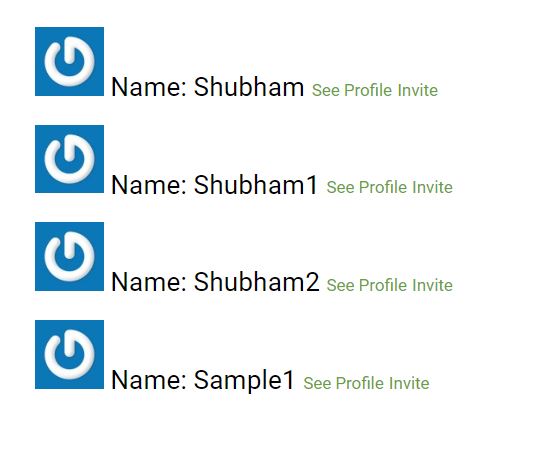 Name: Shubham See Profile Invite
Name: Shubham1 See Profile Invite
Name: Shubham2 See Profile Invite
Name: Sample1 See Profile Invite